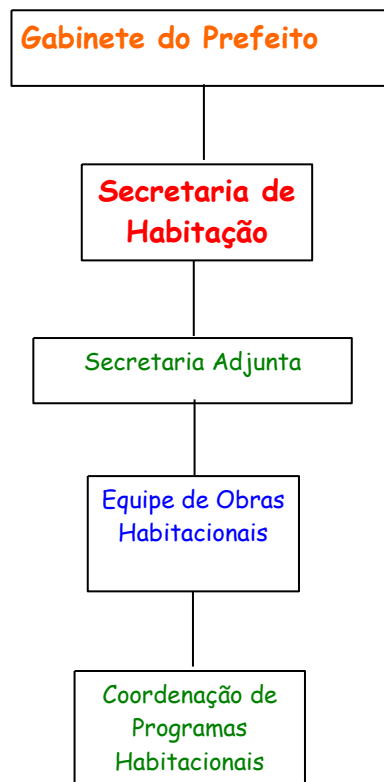 Gabinete do Prefeito
Secretaria de
Habitação
Secretaria Adjunta
Equipe de Obras
Habitacionais
Coordenação de
Programas
Habitacionais